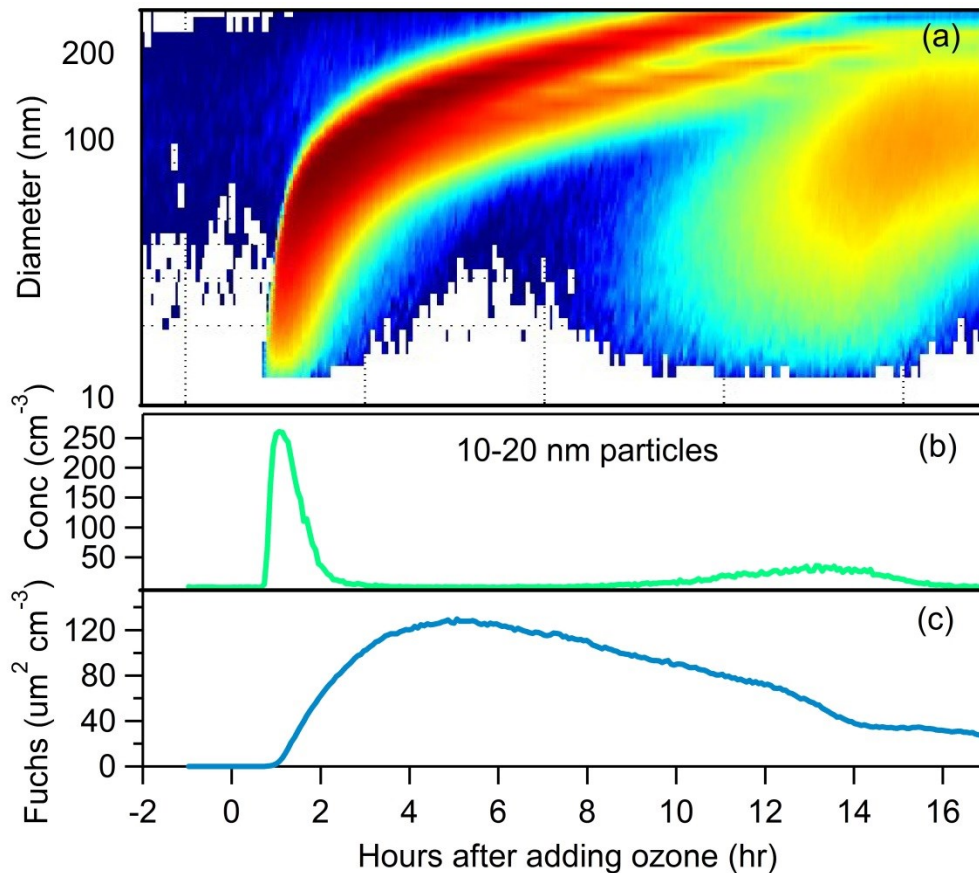 (a)
200
100
10
Diameter (nm)
(b)
10-20 nm particles
250
200
150
100
50
Conc (cm⁻³)
(c)
120
80
40
0
Fuchs (um² cm⁻³)
-2 0 2 4 6 8 10 12 14 16
Hours after adding ozone (hr)